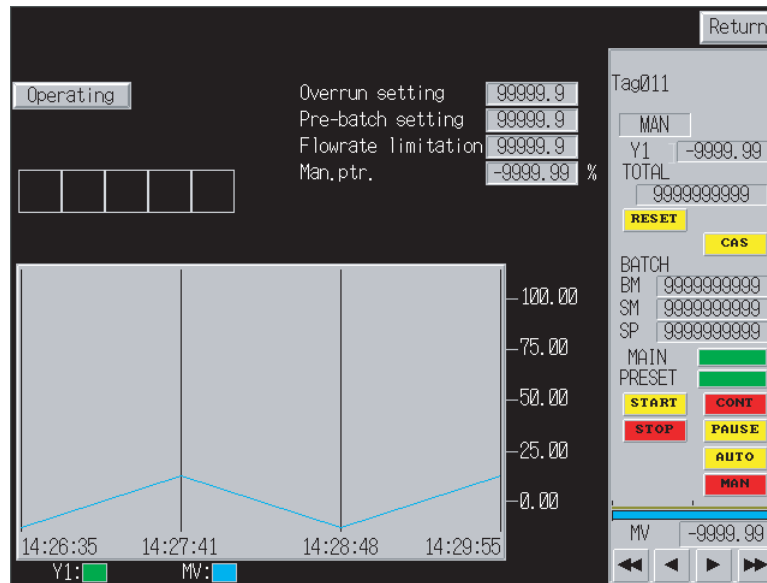 Return
Operating
Overrun setting 99999.9
Pre-batch setting 99999.9
Flowrate limitation 99999.9
Man.ptr. -9999.99 %
100.00
75.00
50.00
25.00
0.00
14:26:35 14:27:41 14:28:48 14:29:55
Y1: MV:
Tag011
MAN
Y1 -9999.99
TOTAL
9999999999
RESET
CAS
BATCH
BM 9999999999
SM 9999999999
SP 9999999999
MAIN
PRESET
START CONT
STOP PAUSE
AUTO
MAN
MV -9999.99